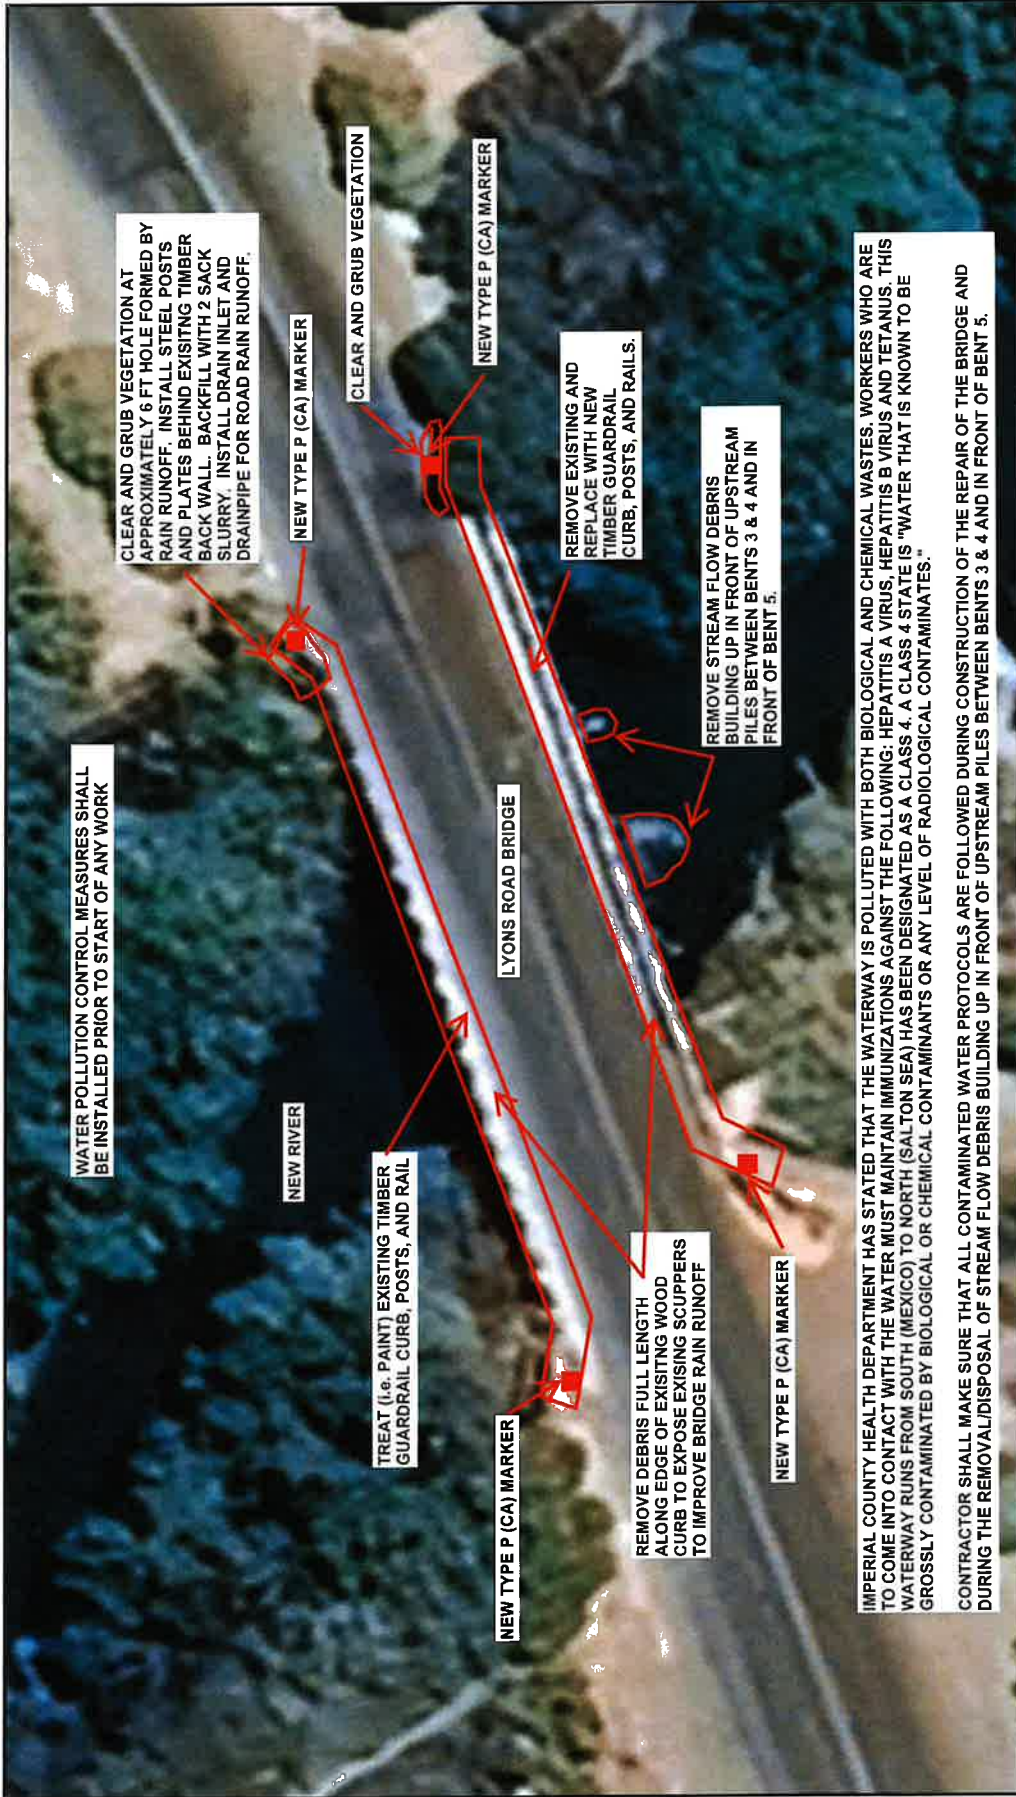 WATER POLLUTION CONTROL MEASURES SHALL
BE INSTALLED PRIOR TO START OF ANY WORK
CLEAR AND GRUB VEGETATION AT
APPROXIMATELY 6 FT HOLE FORMED BY
RAIN RUNOFF. INSTALL STEEL POSTS
AND PLATES BEHIND EXISITNG TIMBER
BACK WALL. BACKFILL WITH 2 SACK
SLURRY. INSTALL DRAIN INLET AND
DRAINPIPE FOR ROAD RAIN RUNOFF.
NEW RIVER
NEW TYPE P (CA) MARKER
CLEAR AND GRUB VEGETATION
TREAT (i.e. PAINT) EXISTING TIMBER
GUARDRAIL CURB, POSTS, AND RAIL
NEW TYPE P (CA) MARKER
NEW TYPE P (CA) MARKER
LYONS ROAD BRIDGE
REMOVE EXISTING AND
REPLACE WITH NEW
TIMBER GUARDRAIL
CURB, POSTS, AND RAILS.
REMOVE DEBRIS FULL LENGTH
ALONG EDGE OF EXISITNG WOOD
CURB TO EXPOSE EXISTING SCUPPERS
TO IMPROVE BRIDGE RAIN RUNOFF
REMOVE STREAM FLOW DEBRIS
BUILDING UP IN FRONT OF UPSTREAM
PILES BETWEEN BENTS 3 & 4 AND IN
FRONT OF BENT 5.
NEW TYPE P (CA) MARKER
IMPERIAL COUNTY HEALTH DEPARTMENT HAS STATED THAT THE WATERWAY IS POLLUTED WITH BOTH BIOLOGICAL AND CHEMICAL WASTES. WORKERS WHO ARE
TO COME INTO CONTACT WITH THE WATER MUST MAINTAIN IMMUNIZATIONS AGAINST THE FOLLOWING: HEPATITIS A VIRUS, HEPATITIS B VIRUS AND TETANUS. THIS
WATERWAY RUNS FROM SOUTH (MEXICO) TO NORTH (SALTON SEA) HAS BEEN DESIGNATED AS A CLASS 4. A CLASS 4 STATE IS "WATER THAT IS KNOWN TO BE
GROSSLY CONTAMINATED BY BIOLOGICAL OR CHEMICAL CONTAMINANTS OR ANY LEVEL OF RADIOLOGICAL CONTAMINATES."
CONTRACTOR SHALL MAKE SURE THAT ALL CONTAMINATED WATER PROTOCOLS ARE FOLLOWED DURING CONSTRUCTION OF THE REPAIR OF THE BRIDGE AND
DURING THE REMOVAL/DISPOSAL OF STREAM FLOW DEBRIS BUILDING UP IN FRONT OF UPSTREAM PILES BETWEEN BENTS 3 & 4 AND IN FRONT OF BENT 5.